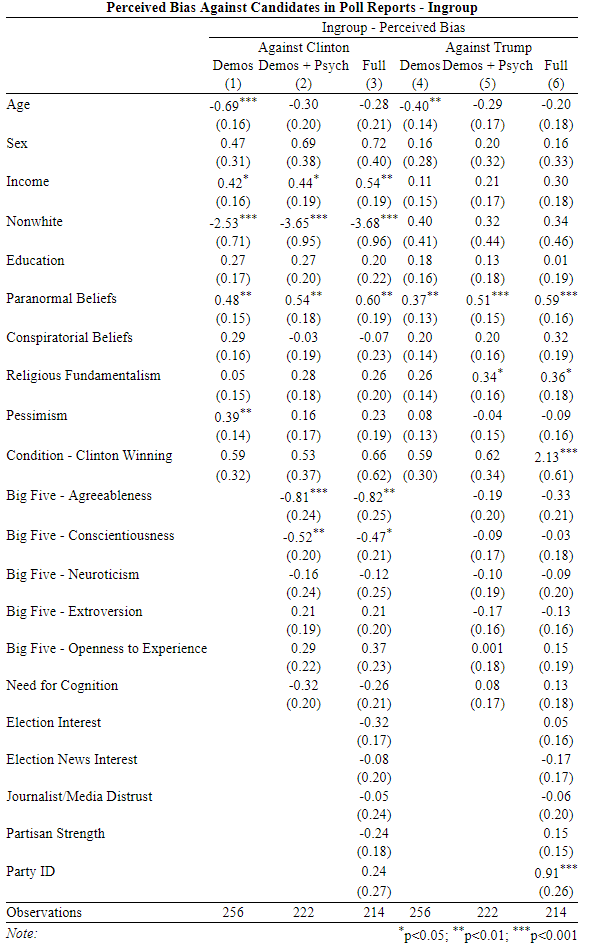 Perceived Bias Against Candidates in Poll Reports - Ingroup
Ingroup - Perceived Bias
Against Clinton Against Trump
Demos Demos + Psych Full Demos Demos + Psych Full
(1) (2) (3) (4) (5) (6)
Age -0.69*** -0.30 -0.28 -0.40** -0.29 -0.20
(0.16) (0.20) (0.21) (0.14) (0.17) (0.18)
Sex 0.47 0.69 0.72 0.16 0.20 0.16
(0.31) (0.38) (0.40) (0.28) (0.32) (0.33)
Income 0.42* 0.44* 0.54** 0.11 0.21 0.30
(0.16) (0.19) (0.19) (0.15) (0.17) (0.18)
Nonwhite -2.53*** -3.65*** -3.68*** 0.40 0.32 0.34
(0.71) (0.95) (0.96) (0.41) (0.44) (0.46)
Education 0.27 0.27 0.20 0.18 0.13 0.01
(0.17) (0.20) (0.22) (0.16) (0.18) (0.19)
Paranormal Beliefs 0.48** 0.54** 0.60** 0.37** 0.51*** 0.59***
(0.15) (0.18) (0.19) (0.13) (0.15) (0.16)
Conspiratorial Beliefs 0.29 -0.03 -0.07 0.20 0.20 0.32
(0.16) (0.19) (0.23) (0.14) (0.16) (0.19)
Religious Fundamentalism 0.05 0.28 0.26 0.26 0.34* 0.36*
(0.15) (0.18) (0.20) (0.14) (0.16) (0.18)
Pessimism 0.39** 0.16 0.23 0.08 -0.04 -0.09
(0.14) (0.17) (0.19) (0.13) (0.15) (0.16)
Condition - Clinton Winning 0.59 0.53 0.66 0.59 0.62 2.13***
(0.32) (0.37) (0.62) (0.30) (0.34) (0.61)
Big Five - Agreeableness -0.81*** -0.82** -0.19 -0.33
(0.24) (0.25) (0.20) (0.21)
Big Five - Conscientiousness -0.52** -0.47* -0.09 -0.03
(0.20) (0.21) (0.17) (0.18)
Big Five - Neuroticism -0.16 -0.12 -0.10 -0.09
(0.24) (0.25) (0.19) (0.20)
Big Five - Extroversion 0.21 0.21 -0.17 -0.13
(0.19) (0.20) (0.16) (0.16)
Big Five - Openness to Experience 0.29 0.37 0.001 0.15
(0.22) (0.23) (0.18) (0.19)
Need for Cognition -0.32 -0.26 0.08 0.13
(0.20) (0.21) (0.17) (0.18)
Election Interest -0.32 0.05
(0.17) (0.16)
Election News Interest -0.08 -0.17
(0.20) (0.17)
Journalist/Media Distrust -0.05 -0.06
(0.24) (0.20)
Partisan Strength -0.24 0.15
(0.18) (0.15)
Party ID 0.24 0.91***
(0.27) (0.26)
Observations 256 222 214 256 222 214
Note: *p<0.05; **p<0.01; ***p<0.001